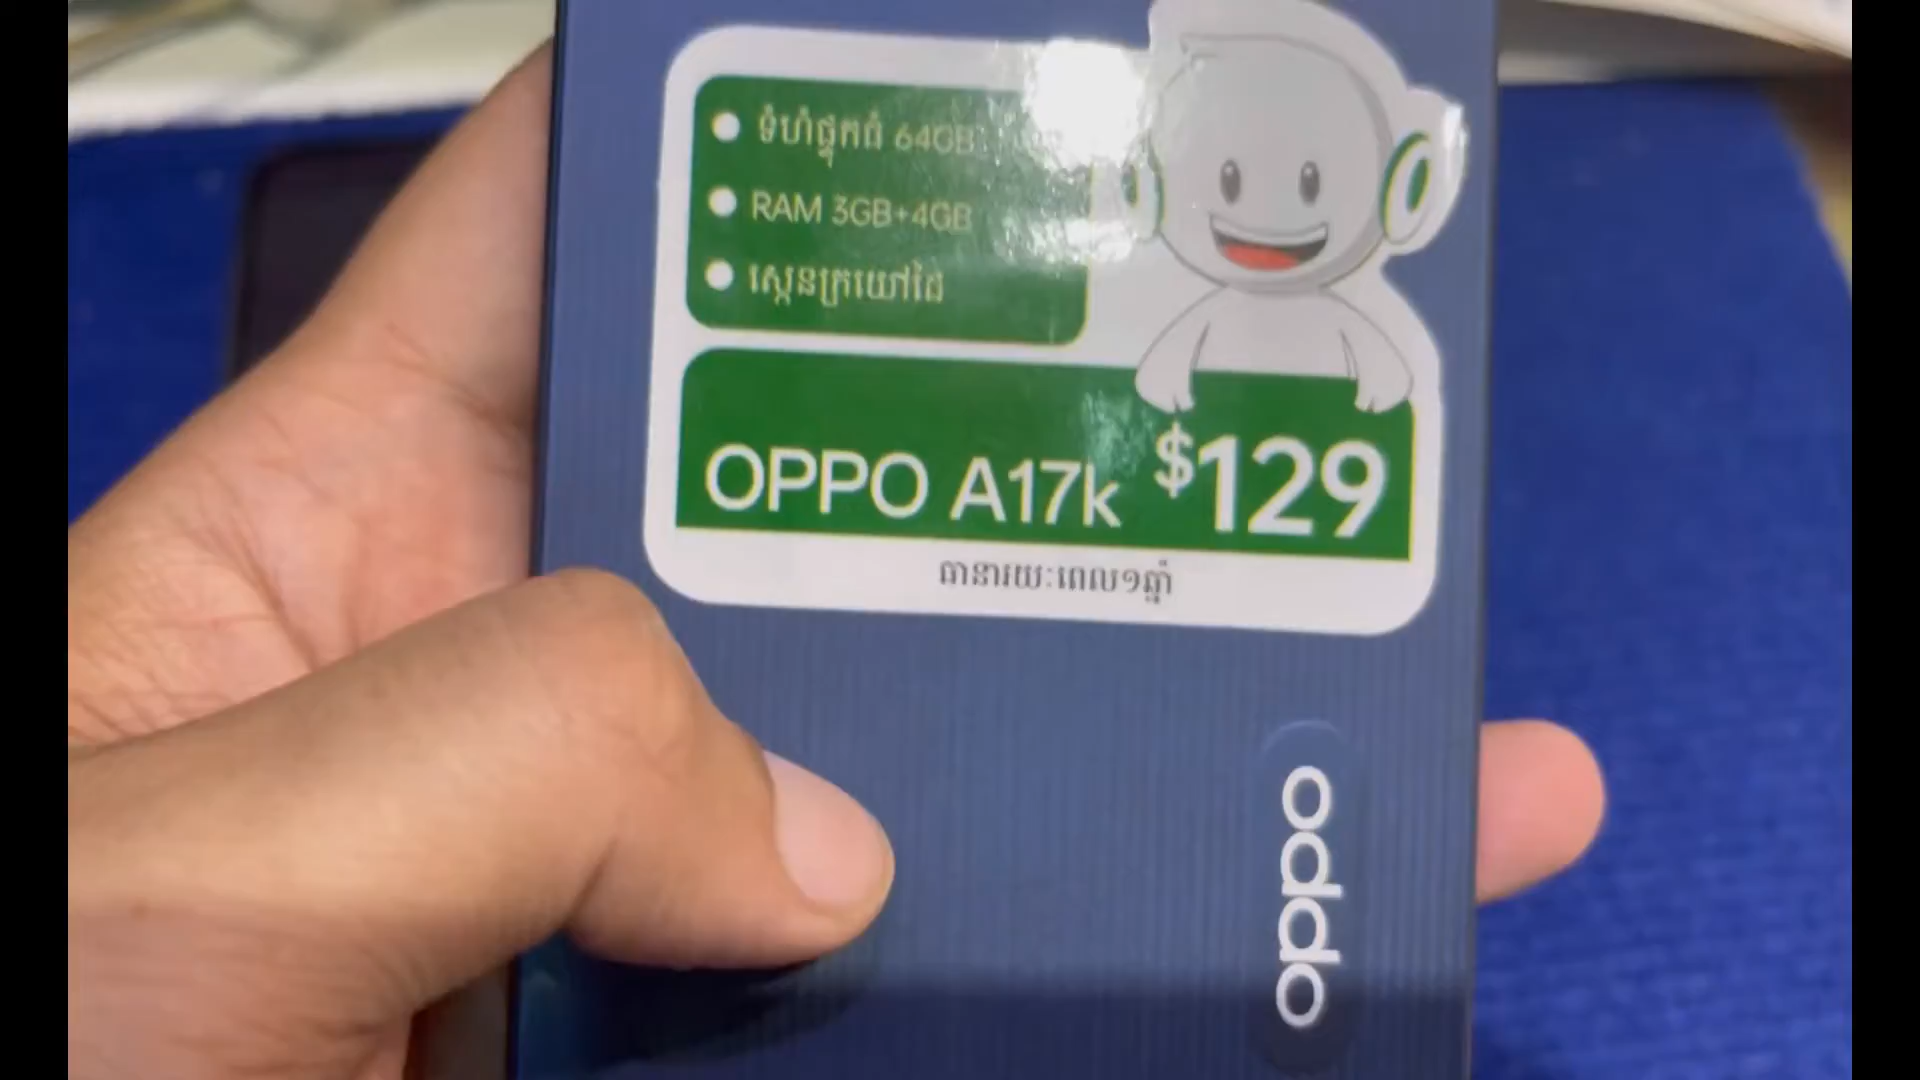 ទំហំផ្ទុកធំ 64GB
RAM 3GB+4GB
ស្កេនក្រយៅដៃ
OPPO A17k $129
ធានារយៈពេល១ឆ្នាំ
oppo